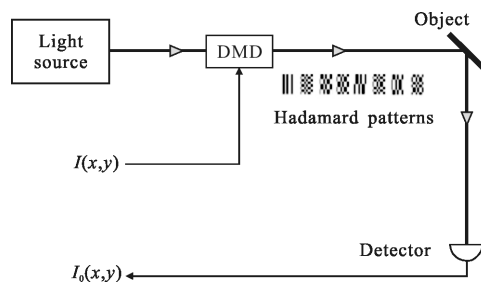 Object
Light
source
DMD
Hadamard patterns
I(x,y)
Detector
I₀(x,y)